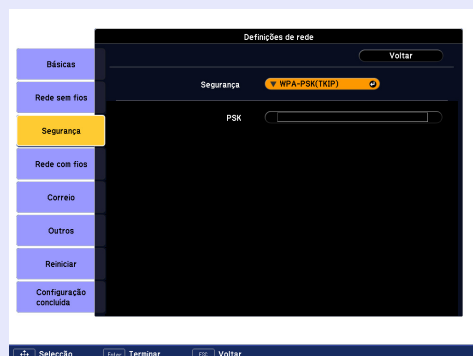 Definições de rede
Voltar
Básicas
Segurança WPA-PSK(TKIP)
Rede sem fios
PSK
Segurança
Rede com fios
Correio
Outros
Reiniciar
Configuração
concluída
Selecção Enter Terminar ESC Voltar